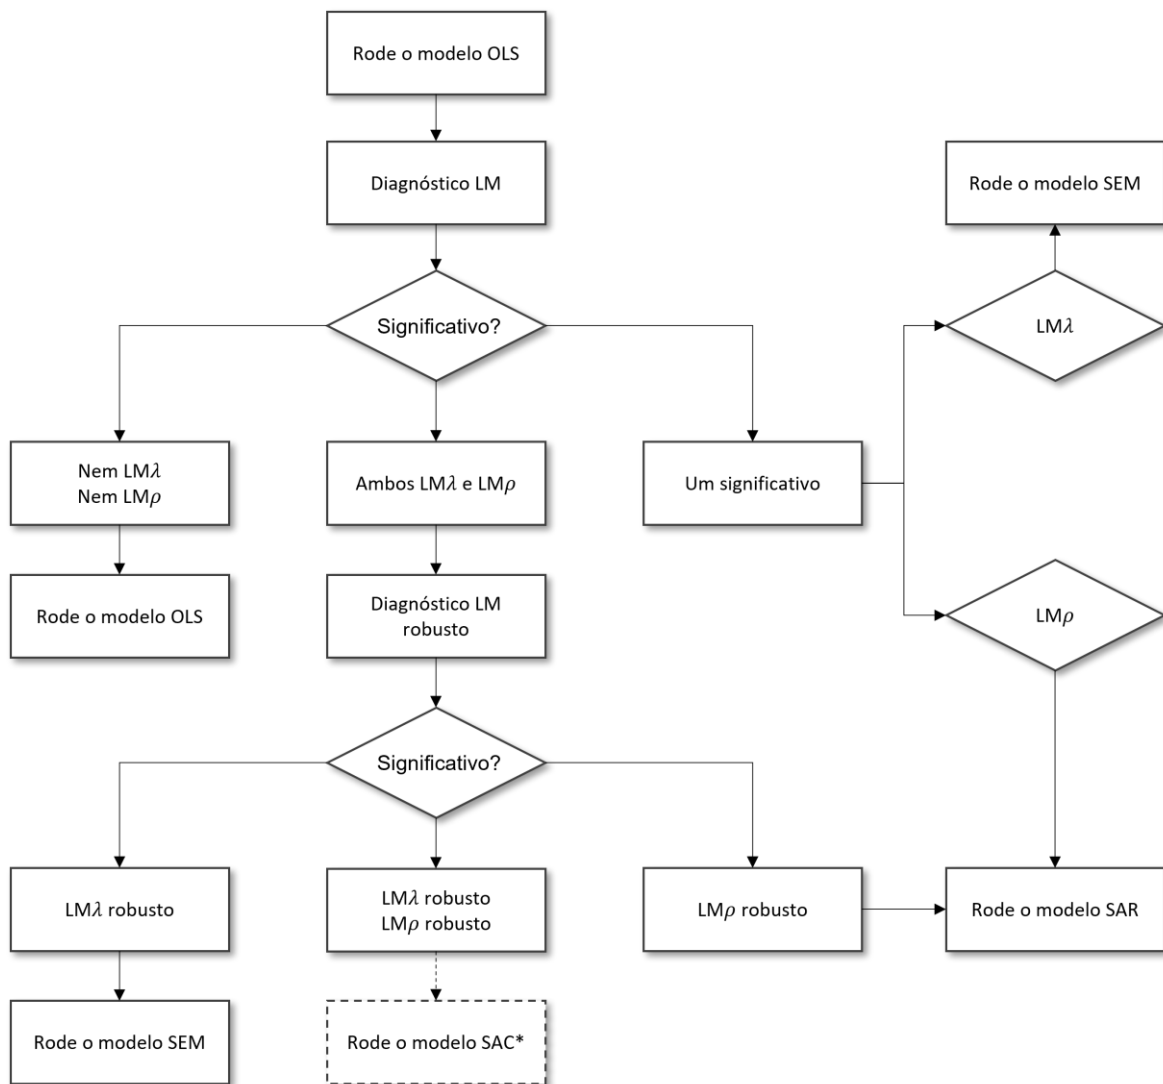 Rode o modelo OLS
Diagnóstico LM
Rode o modelo SEM
Significativo?
LMλ
Nem LMλ
Nem LMρ
Ambos LMλ e LMρ
Um significativo
Rode o modelo OLS
Diagnóstico LM
robusto
LMρ
Significativo?
LMλ robusto
LMλ robusto
LMρ robusto
LMρ robusto
Rode o modelo SAR
Rode o modelo SEM
Rode o modelo SAC*